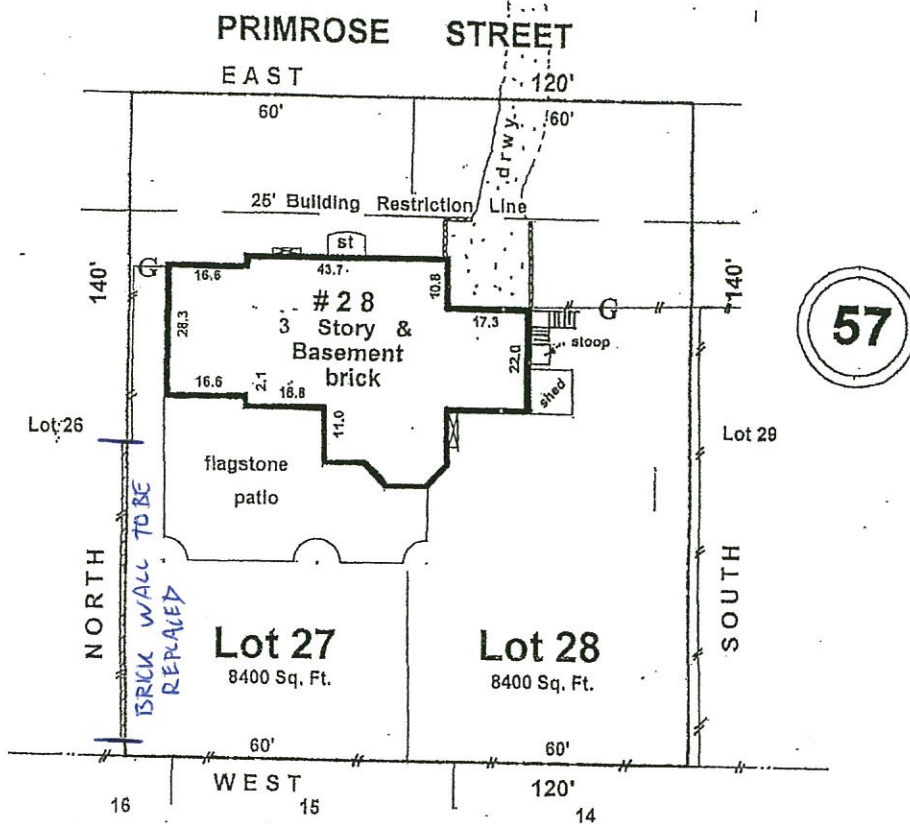 PRIMROSE STREET
EAST
120'
60'
60'
drwy
25' Building Restriction Line
st
G
16.6
43.7
10.8
140'
140'
57
#28
3 Story &
Basement
brick
28.3
17.3
G
stoop
22.0
shed
16.6
2.1
16.8
11.0
Lot 26
Lot 29
flagstone
patio
NORTH
SOUTH
BRICK WALL TO BE
REPLACED
Lot 27
8400 Sq. Ft.
Lot 28
8400 Sq. Ft.
60'
60'
WEST
120'
16
15
14